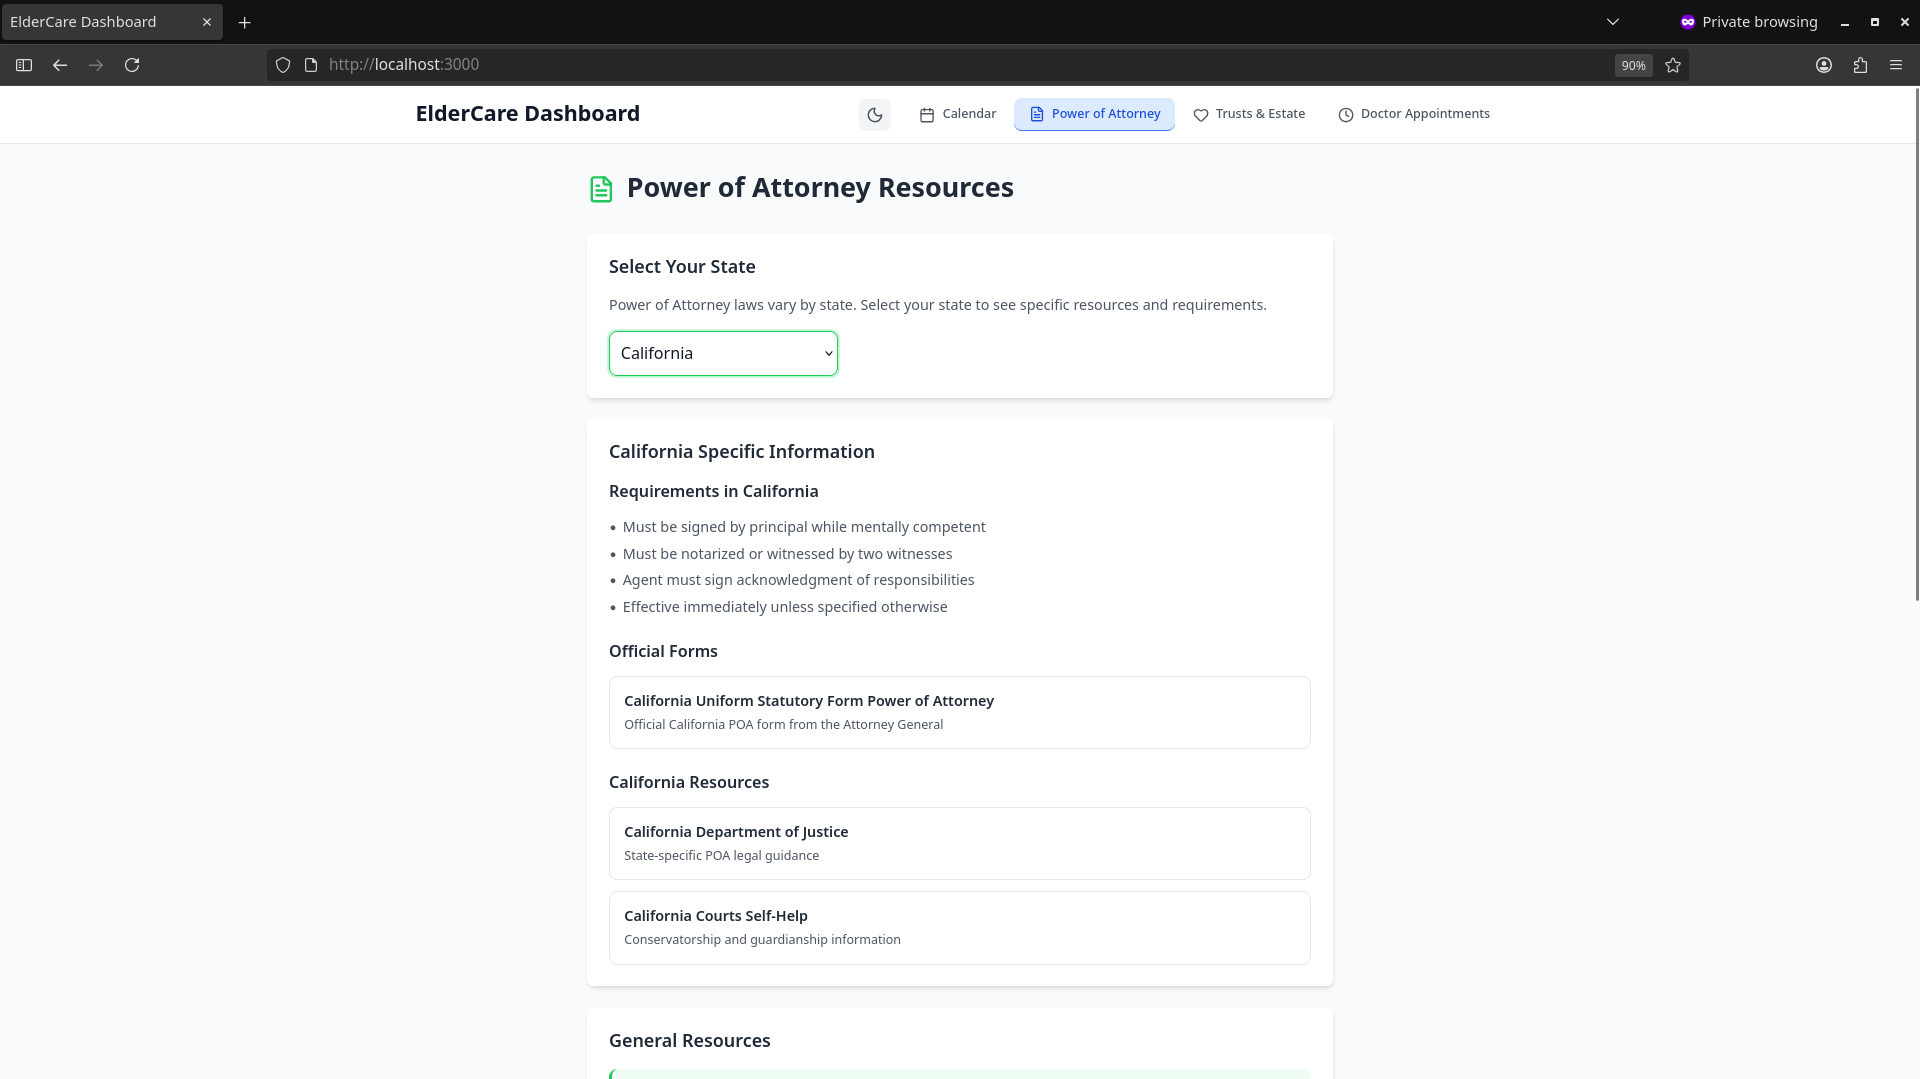 ElderCare Dashboard
Private browsing
http://localhost:3000
90%
ElderCare Dashboard
Calendar
Power of Attorney
Trusts & Estate
Doctor Appointments
Power of Attorney Resources
Select Your State
Power of Attorney laws vary by state. Select your state to see specific resources and requirements.
California
California Specific Information
Requirements in California
• Must be signed by principal while mentally competent
• Must be notarized or witnessed by two witnesses
• Agent must sign acknowledgment of responsibilities
• Effective immediately unless specified otherwise
Official Forms
California Uniform Statutory Form Power of Attorney
Official California POA form from the Attorney General
California Resources
California Department of Justice
State-specific POA legal guidance
California Courts Self-Help
Conservatorship and guardianship information
General Resources